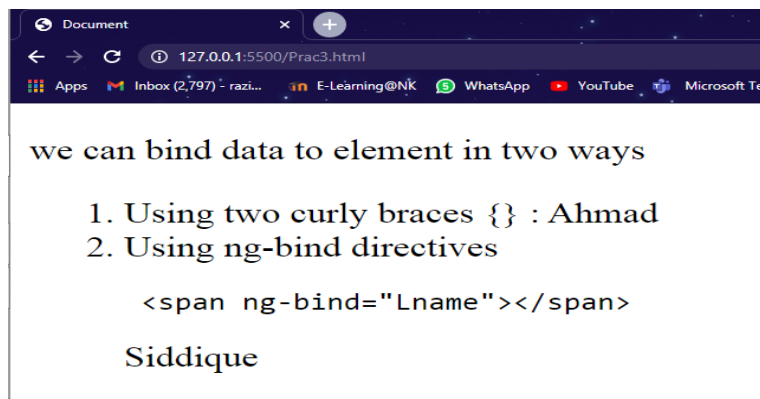 Document
127.0.0.1:5500/Prac3.html
Apps Inbox (2,797) - razi... E-Learning@NK WhatsApp YouTube Microsoft Te
we can bind data to element in two ways
1. Using two curly braces {} : Ahmad
2. Using ng-bind directives
<span ng-bind="Lname"></span>
Siddique